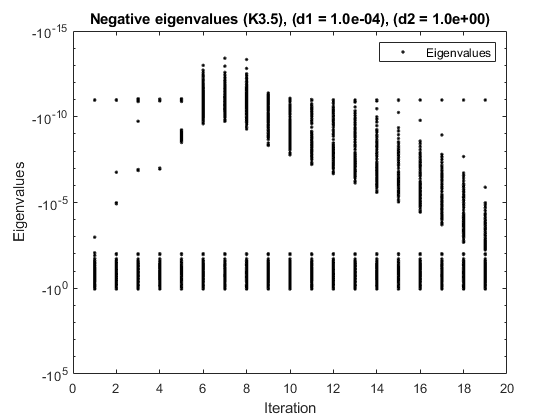 Negative eigenvalues (K3.5), (d1 = 1.0e-04), (d2 = 1.0e+00)
-10^-15
Eigenvalues
-10^-10
-10^-5
-10^0
-10^5
Eigenvalues
0 2 4 6 8 10 12 14 16 18 20
Iteration